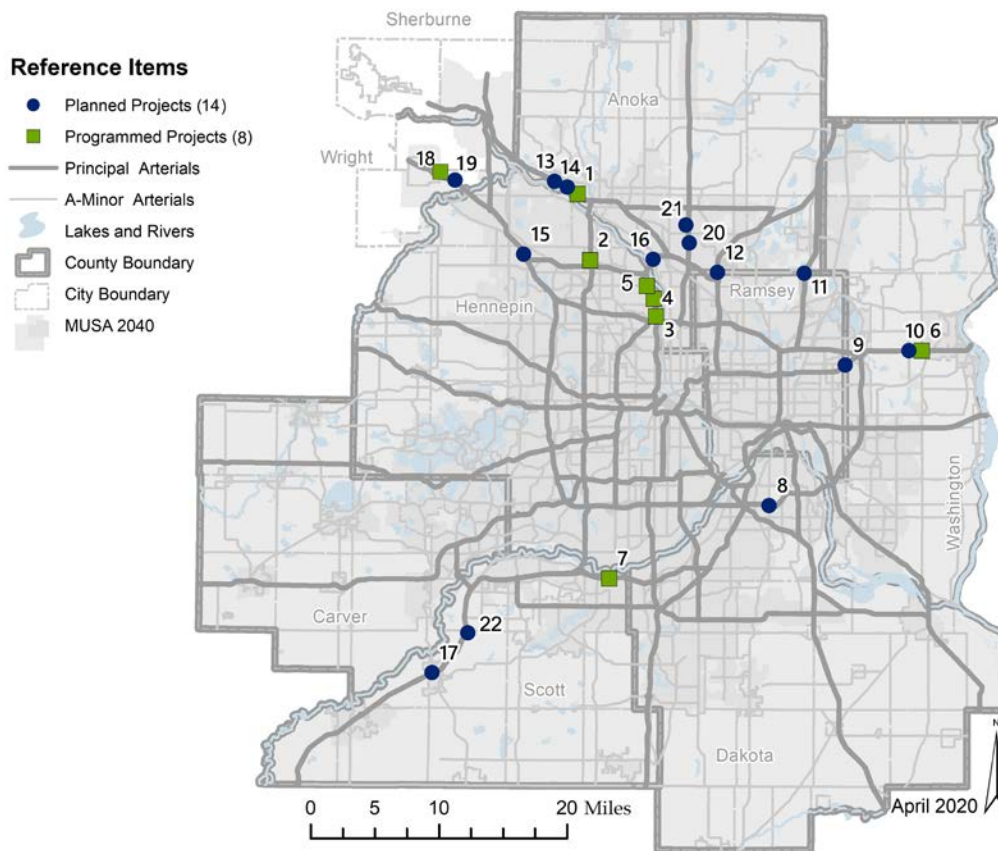 Sherburne
Reference Items
Planned Projects (14)
Programmed Projects (8)
Principal Arterials
A-Minor Arterials
Lakes and Rivers
County Boundary
City Boundary
MUSA 2040
Anoka
Wright
18
19
13
14
1
21
20
15
2
16
12
5
Ramsey
11
Hennepin
4
3
9
10
6
8
Washington
7
Carver
22
17
Scott
Dakota
N
April 2020
0
5
10
20 Miles